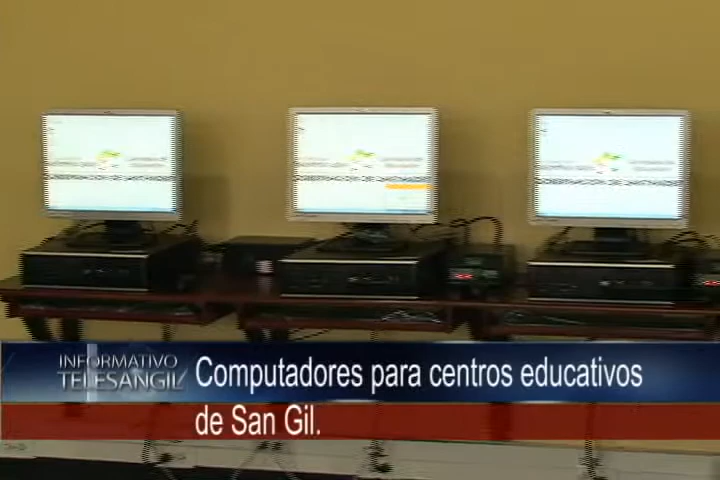 INFORMATIVO
TELESANGIL
Computadores para centros educativos
de San Gil.